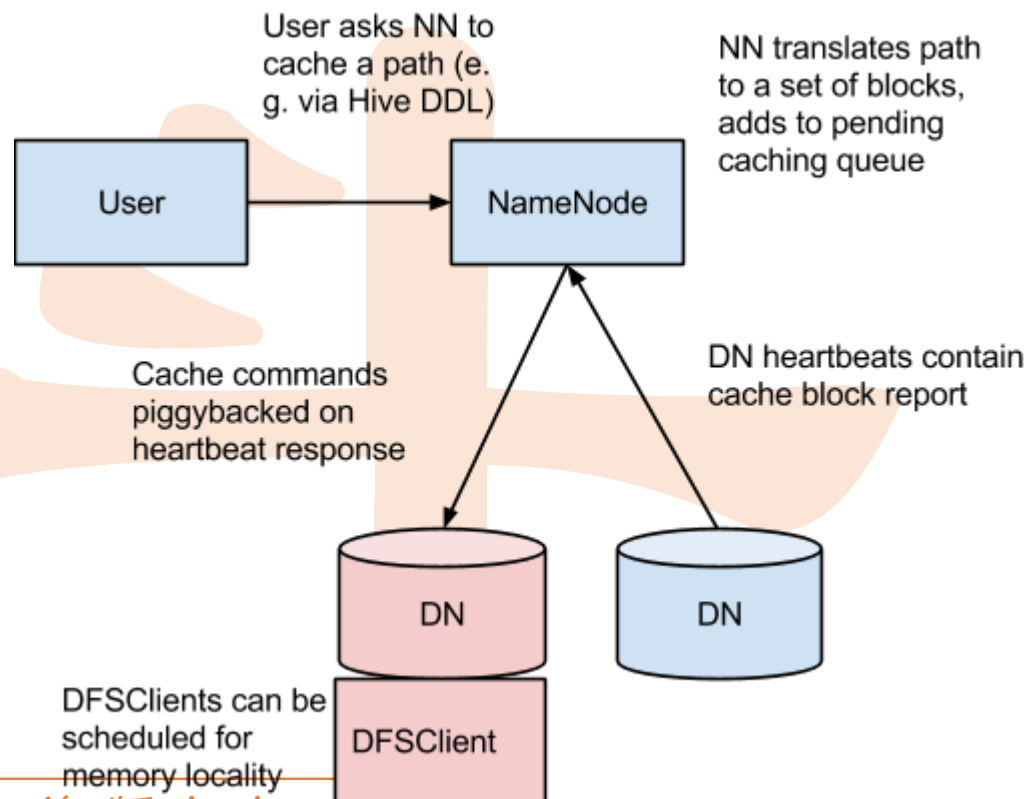 User asks NN to
cache a path (e.
g. via Hive DDL)
NN translates path
to a set of blocks,
adds to pending
caching queue
User
NameNode
Cache commands
piggybacked on
heartbeat response
DN heartbeats contain
cache block report
DN
DN
DFSClients can be
scheduled for
memory locality
DFSClient